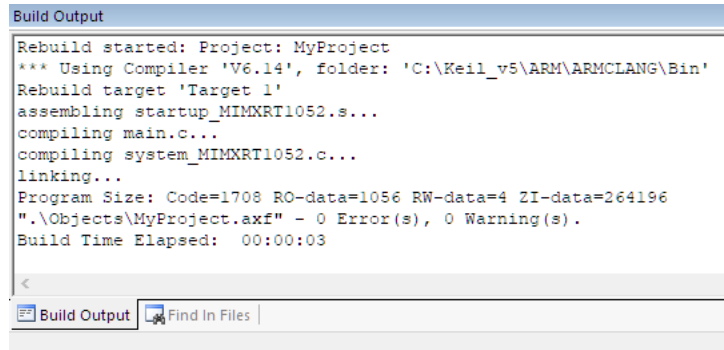 Build Output
Rebuild started: Project: MyProject
*** Using Compiler 'V6.14', folder: 'C:\Keil_v5\ARM\ARMCLANG\Bin'
Rebuild target 'Target 1'
assembling startup_MIMXRT1052.s...
compiling main.c...
compiling system_MIMXRT1052.c...
linking...
Program Size: Code=1708 RO-data=1056 RW-data=4 ZI-data=264196
".\Objects\MyProject.axf" - 0 Error(s), 0 Warning(s).
Build Time Elapsed:  00:00:03
Build Output Find In Files